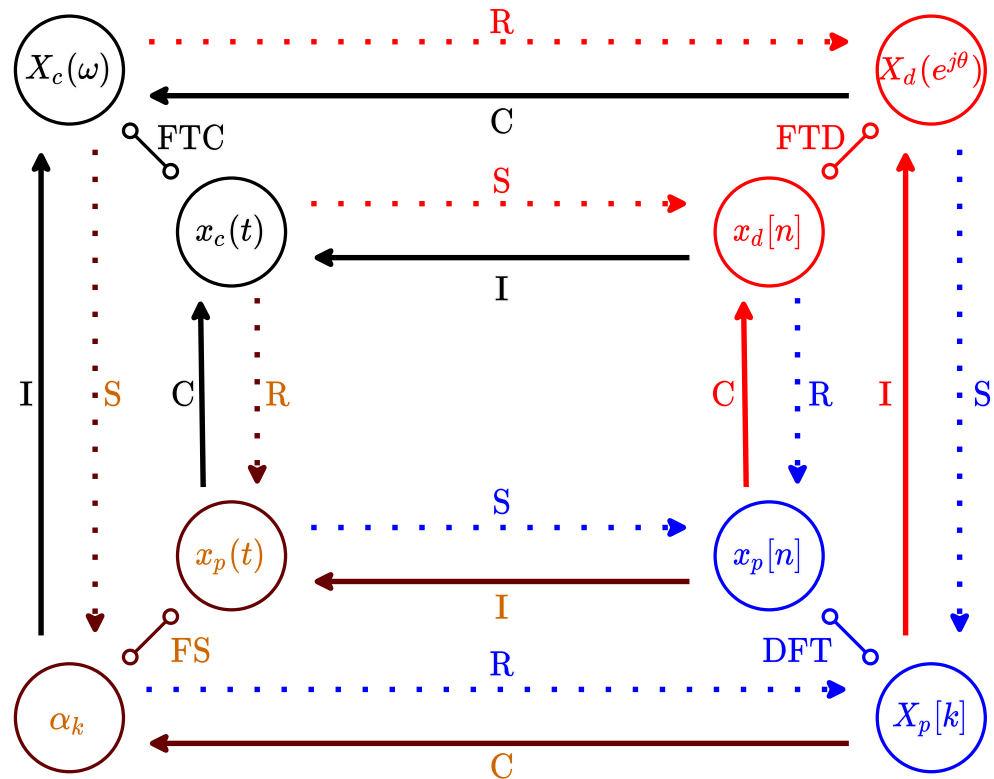 R
X_c(ω)
X_d(e^{jθ})
C
FTC
FTD
S
x_c(t)
x_d[n]
I
I
S
C
R
C
R
I
S
S
x_p(t)
x_p[n]
I
FS
DFT
R
α_k
X_p[k]
C